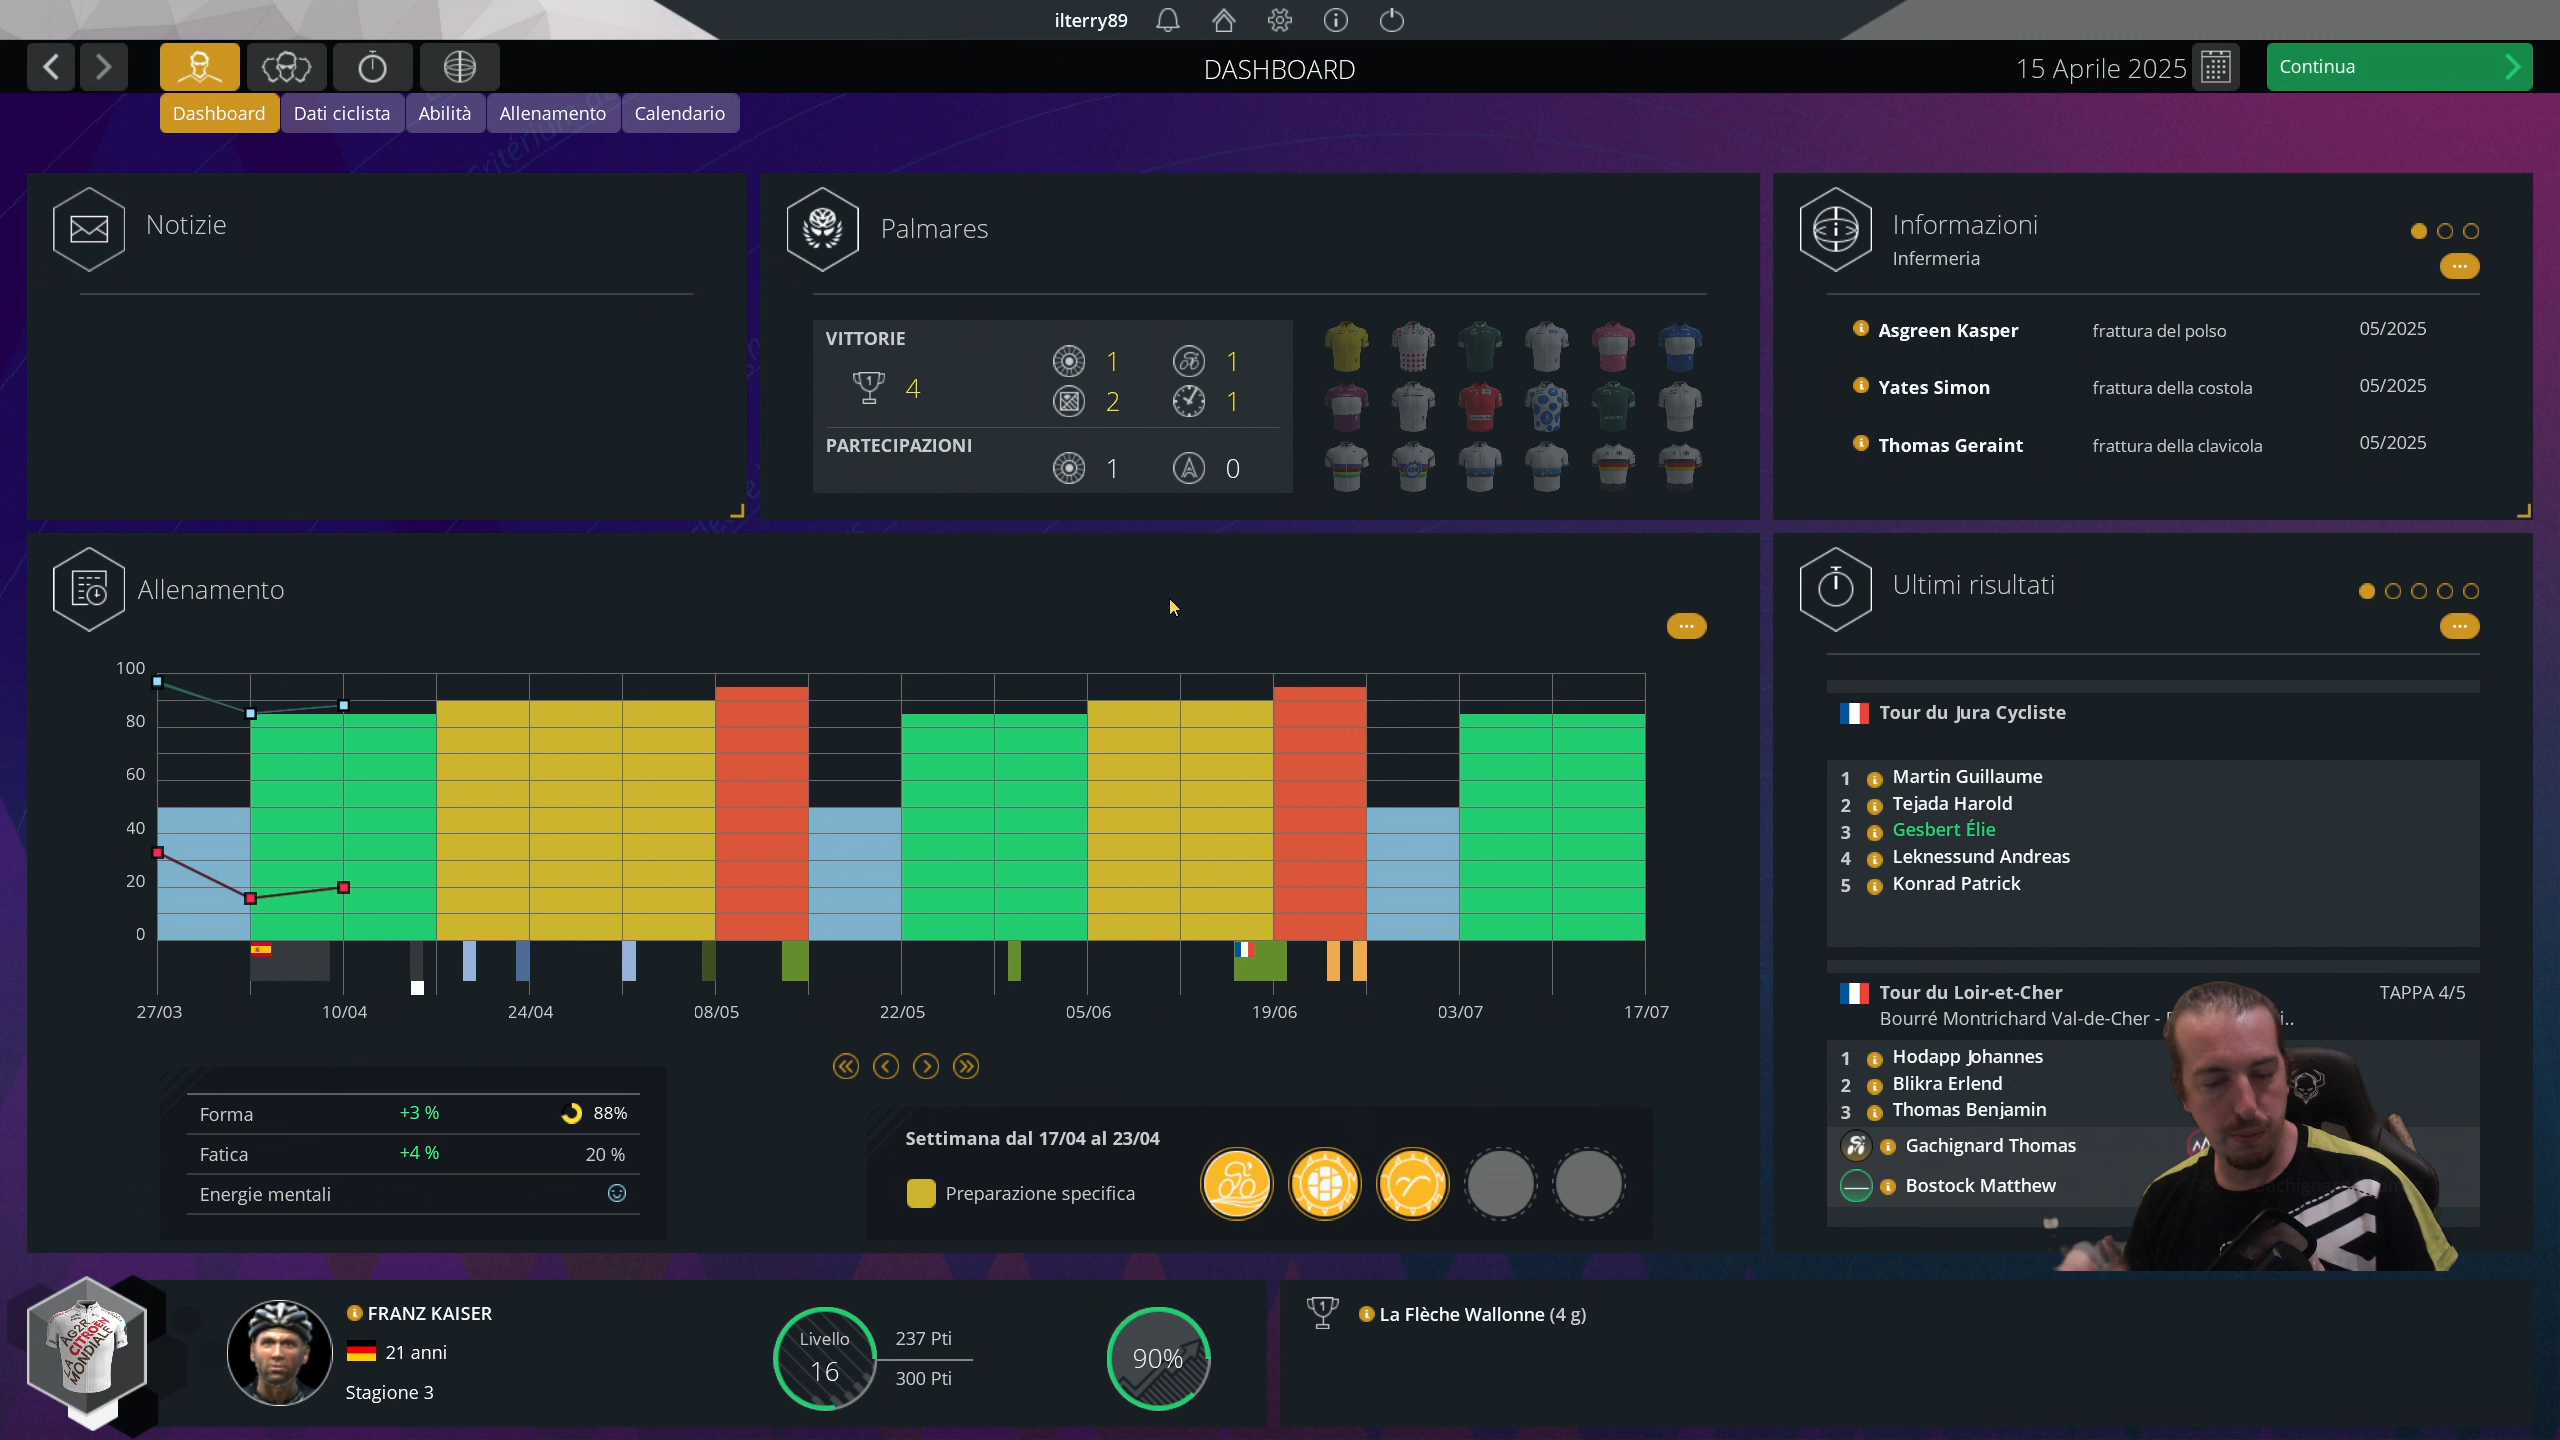 ilterry89
DASHBOARD
15 Aprile 2025
Continua
Dashboard
Dati ciclista
Abilità
Allenamento
Calendario
Notizie
Palmares
VITTORIE
4
1
1
2
1
PARTECIPAZIONI
1
0
Informazioni
Infermeria
Asgreen Kasper frattura del polso 05/2025
Yates Simon frattura della costola 05/2025
Thomas Geraint frattura della clavicola 05/2025
Allenamento
100
80
60
40
20
0
27/03 10/04 24/04 08/05 22/05 05/06 19/06 03/07 17/07
Forma +3 % 88%
Fatica +4 % 20 %
Energie mentali
Settimana dal 17/04 al 23/04
Preparazione specifica
Ultimi risultati
Tour du Jura Cycliste
1 Martin Guillaume
2 Tejada Harold
3 Gesbert Élie
4 Leknessund Andreas
5 Konrad Patrick
Tour du Loir-et-Cher TAPPA 4/5
Bourré Montrichard Val-de-Cher -
1 Hodapp Johannes
2 Blikra Erlend
3 Thomas Benjamin
Gachignard Thomas
Bostock Matthew
AG2R
CITROËN
MONDIALE
FRANZ KAISER
21 anni
Stagione 3
Livello
16
237 Pti
300 Pti
90%
La Flèche Wallonne (4 g)